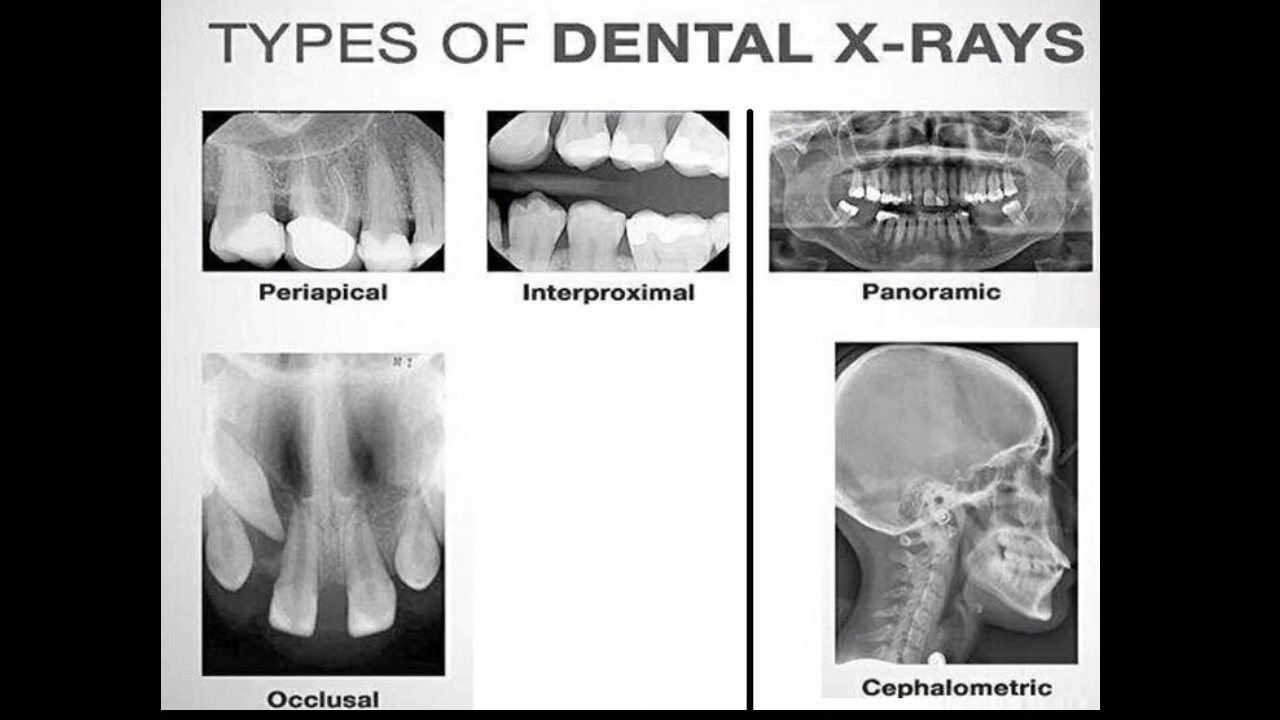 TYPES OF DENTAL X-RAYS
Periapical
Interproximal
Panoramic
Occlusal
Cephalometric